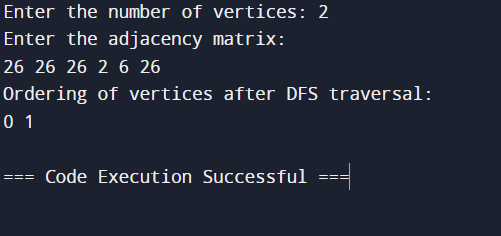 Enter the number of vertices: 2
Enter the adjacency matrix:
26 26 26 2 6 26
Ordering of vertices after DFS traversal:
0 1
=== Code Execution Successful ===